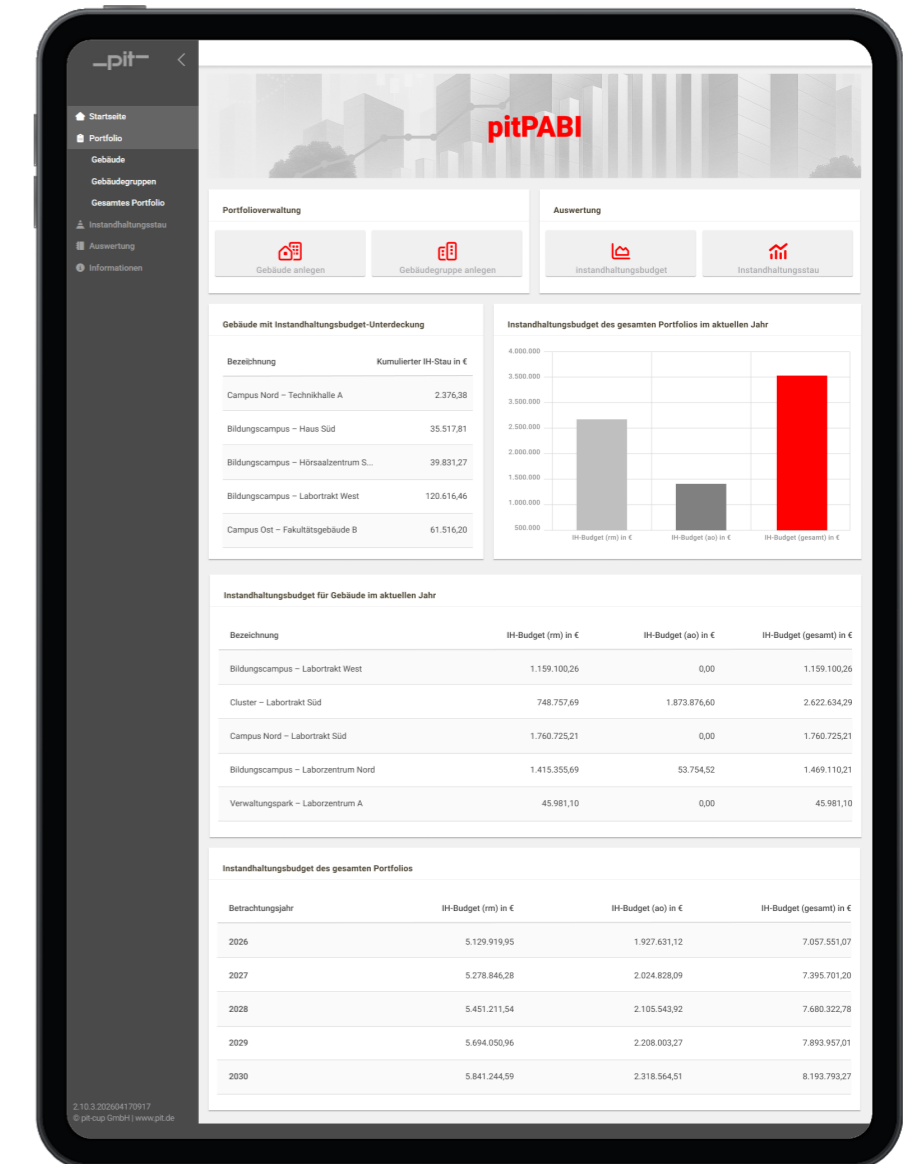 pit
Startseite
Portfolio
Gebäude
Gebäudegruppen
Gesamtes Portfolio
Instandhaltungsstau
Auswertung
Informationen
2.10.3.202604170917
© pit-cup GmbH | www.pit.de
pitPABI
Portfolioverwaltung
Gebäude anlegen
Gebäudegruppe anlegen
Auswertung
instandhaltungsbudget
Instandhaltungsstau
Gebäude mit Instandhaltungsbudget-Unterdeckung
Bezeichnung Kumulierter IH-Stau in €
Campus Nord – Technikhalle A 2.376,38
Bildungscampus – Haus Süd 35.517,81
Bildungscampus – Hörsaalzentrum S... 39.831,27
Bildungscampus – Labortrakt West 120.616,46
Campus Ost – Fakultätsgebäude B 61.516,20
Instandhaltungsbudget des gesamten Portfolios im aktuellen Jahr
4.000.000
3.500.000
3.500.000
2.500.000
2.000.000
1.500.000
1.000.000
500.000
IH-Budget (rm) in € IH-Budget (ao) in € IH-Budget (gesamt) in €
Instandhaltungsbudget für Gebäude im aktuellen Jahr
Bezeichnung IH-Budget (rm) in € IH-Budget (ao) in € IH-Budget (gesamt) in €
Bildungscampus – Labortrakt West 1.159.100,26 0,00 1.159.100,26
Cluster – Labortrakt Süd 748.757,69 1.873.876,60 2.622.634,29
Campus Nord – Labortrakt Süd 1.760.725,21 0,00 1.760.725,21
Bildungscampus – Laborzentrum Nord 1.415.355,69 53.754,52 1.469.110,21
Verwaltungspark – Laborzentrum A 45.981,10 0,00 45.981,10
Instandhaltungsbudget des gesamten Portfolios
Betrachtungsjahr IH-Budget (rm) in € IH-Budget (ao) in € IH-Budget (gesamt) in €
2026 5.129.919,95 1.927.631,12 7.057.551,07
2027 5.278.846,28 2.024.828,09 7.395.701,20
2028 5.451.211,54 2.105.543,92 7.680.322,78
2029 5.694.050,96 2.208.003,27 7.893.957,01
2030 5.841.244,59 2.318.564,51 8.193.793,27